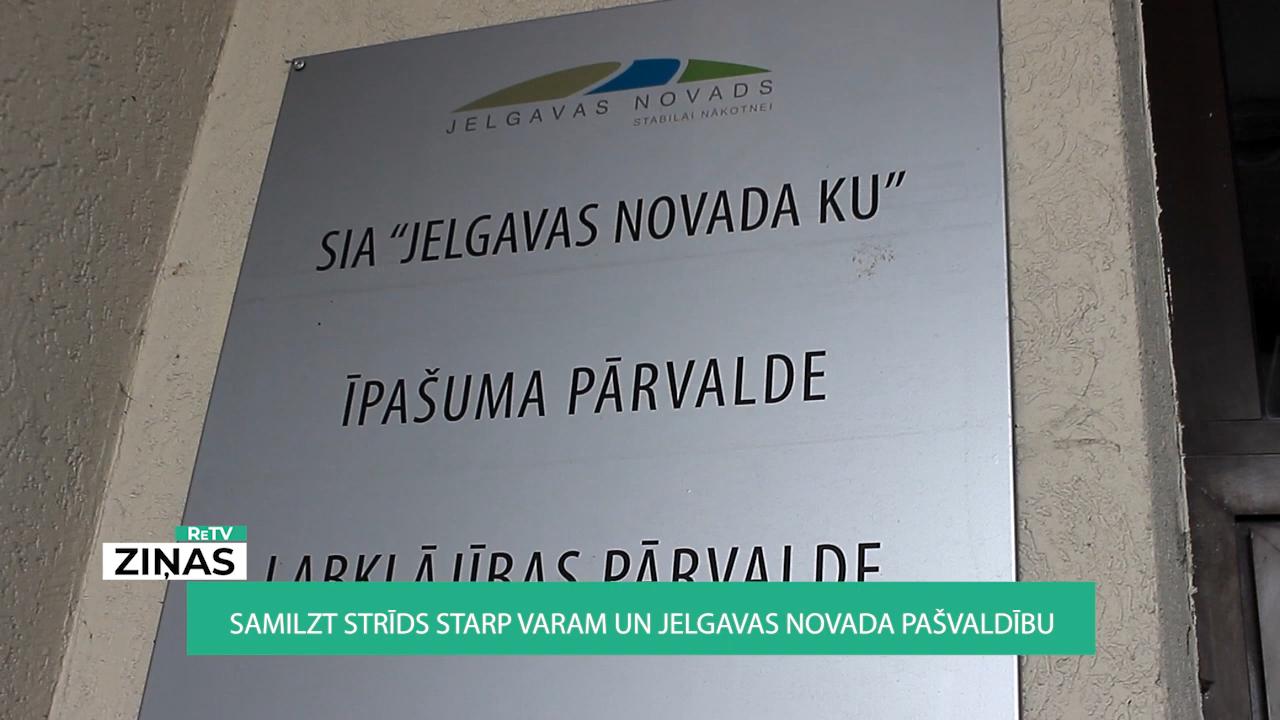 JELGAVAS NOVADS
STABILAI NĀKOTNEI
SIA “JELGAVAS NOVADA KU”
ĪPAŠUMA PĀRVALDE
LABKLĀJĪBAS PĀRVALDE
ReTV
ZIŅAS
SAMILZT STRĪDS STARP VARAM UN JELGAVAS NOVADA PAŠVALDĪBU